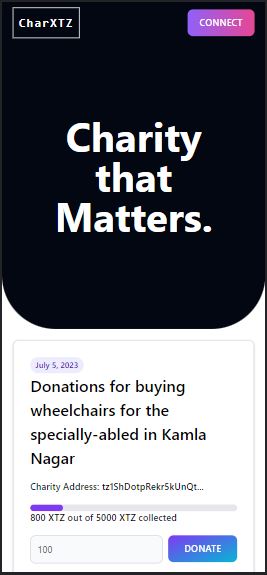 CharXTZ
CONNECT
Charity
that
Matters.
July 5, 2023
Donations for buying
wheelchairs for the
specially-abled in Kamla
Nagar
Charity Address: tz1ShDotpRekr5kUnQt...
800 XTZ out of 5000 XTZ collected
100
DONATE